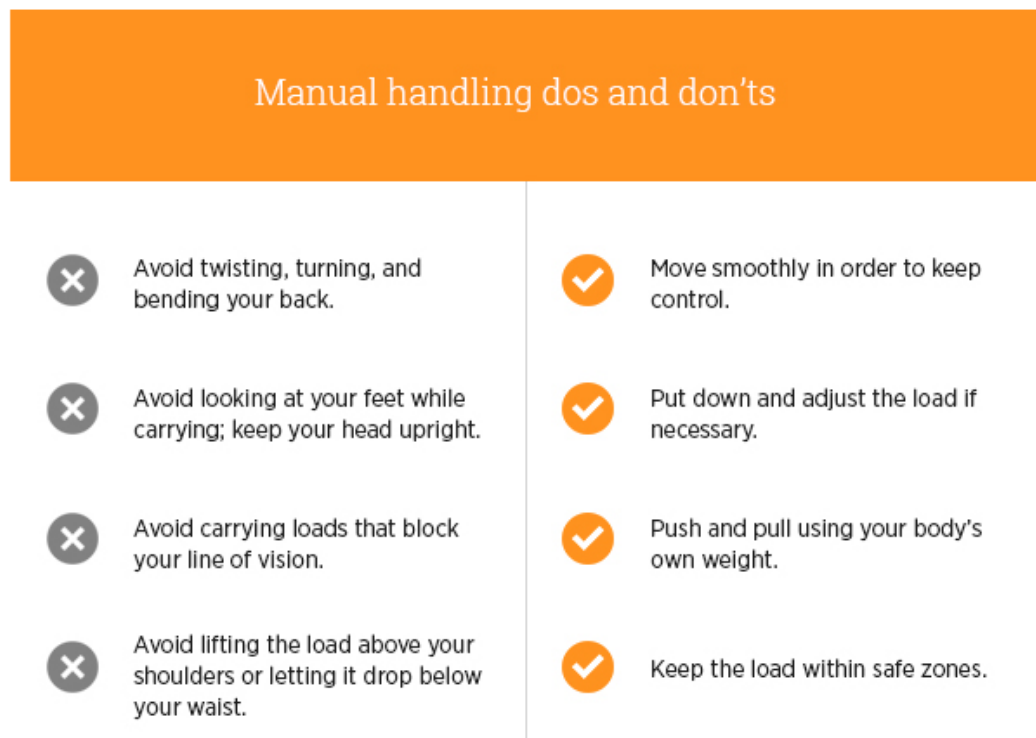 Manual handling dos and don’ts
Avoid twisting, turning, and
bending your back.
Avoid looking at your feet while
carrying; keep your head upright.
Avoid carrying loads that block
your line of vision.
Avoid lifting the load above your
shoulders or letting it drop below
your waist.
Move smoothly in order to keep
control.
Put down and adjust the load if
necessary.
Push and pull using your body’s
own weight.
Keep the load within safe zones.